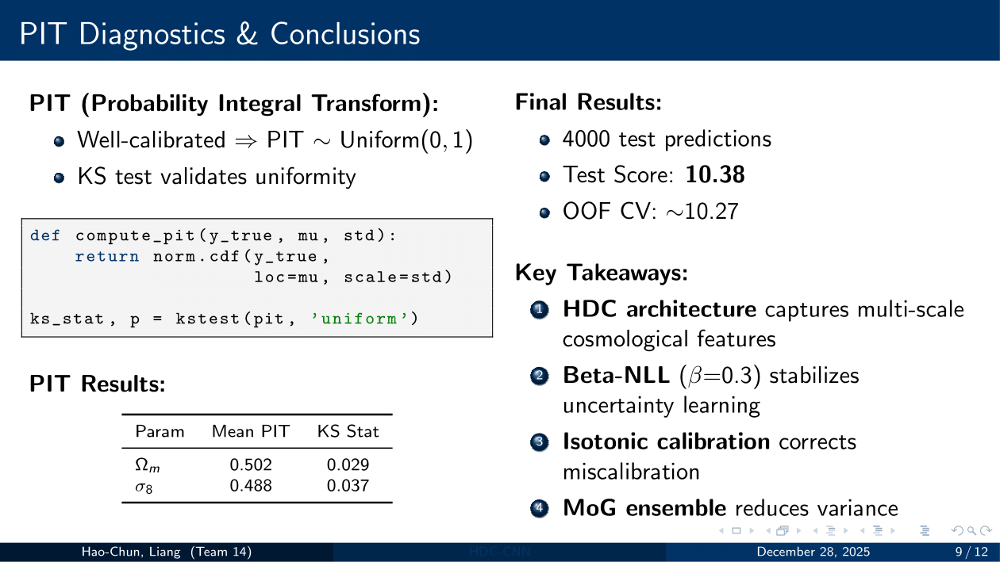 PIT Diagnostics & Conclusions
PIT (Probability Integral Transform):
Well-calibrated ⇒ PIT ∼ Uniform(0, 1)
KS test validates uniformity
def compute_pit(y_true, mu, std):
    return norm.cdf(y_true,
                    loc=mu, scale=std)
ks_stat, p = kstest(pit, 'uniform')
PIT Results:
Param Mean PIT KS Stat
Ωm 0.502 0.029
σ8 0.488 0.037
Final Results:
4000 test predictions
Test Score: 10.38
OOF CV: ∼10.27
Key Takeaways:
1 HDC architecture captures multi-scale
cosmological features
2 Beta-NLL (β=0.3) stabilizes
uncertainty learning
3 Isotonic calibration corrects
miscalibration
4 MoG ensemble reduces variance
Hao-Chun, Liang (Team 14) HDC-CNN December 28, 2025 9 / 12